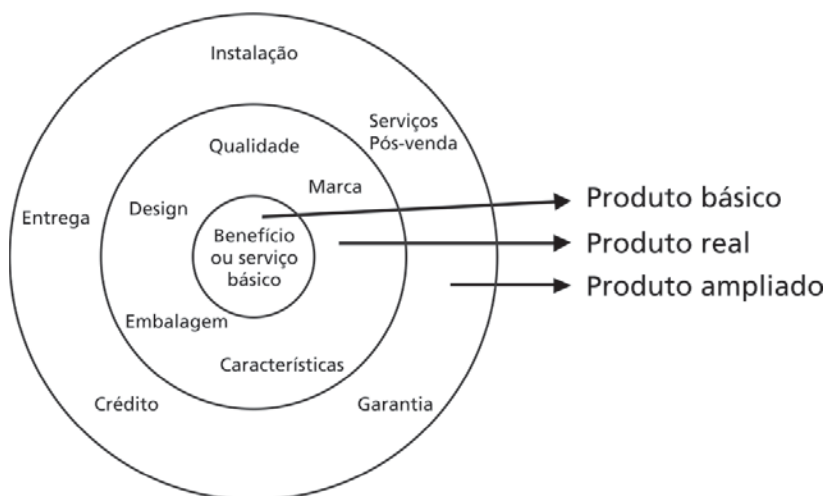 Instalação
Serviços
Pós-venda
Qualidade
Marca
Produto básico
Entrega
Design
Benefício
ou serviço
básico
Produto real
Produto ampliado
Embalagem
Características
Crédito
Garantia